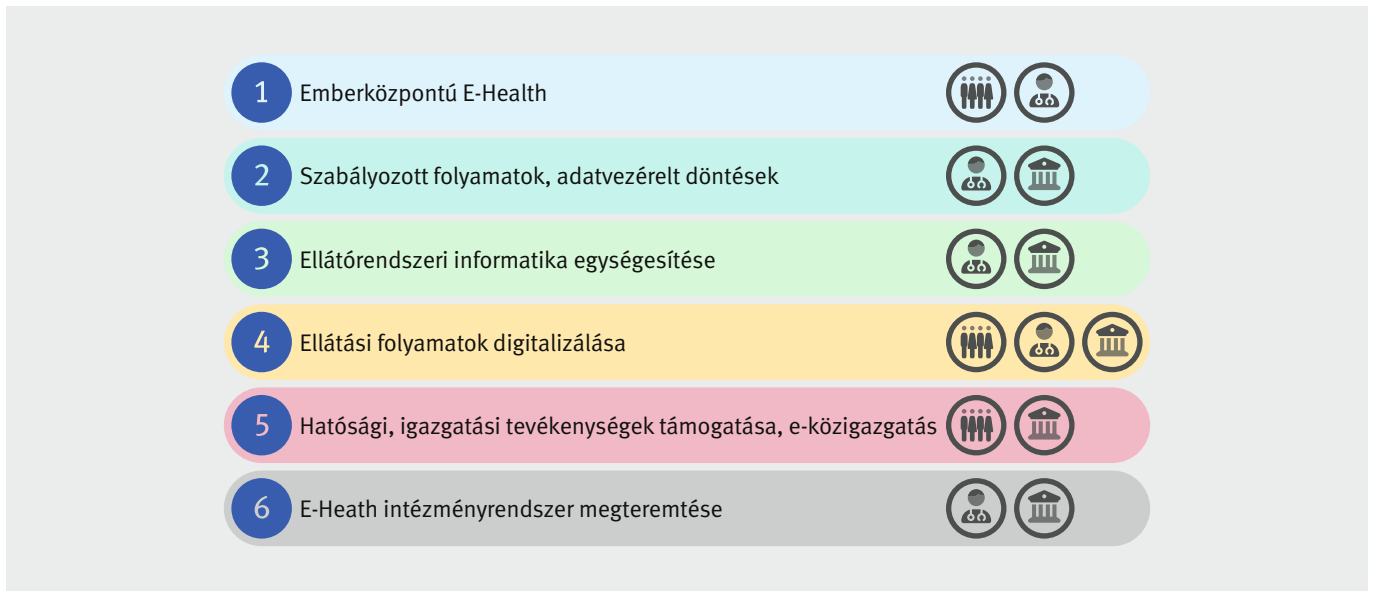 1 Emberközpontú E-Health
2 Szabályozott folyamatok, adatvezérelt döntések
3 Ellátórendszeri informatika egységesítése
4 Ellátási folyamatok digitalizálása
5 Hatósági, igazgatási tevékenységek támogatása, e-közigazgatás
6 E-Heath intézményrendszer megteremtése